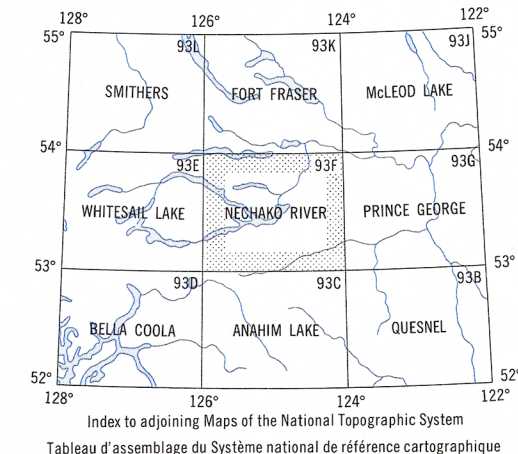 128° 126° 124° 122°
55° 93L 93K 93J 55°
SMITHERS FORT FRASER McLEOD LAKE
54° 93E 93F 93G 54°
WHITESAIL LAKE NECHAKO RIVER PRINCE GEORGE
53° 93D 93C 93B 53°
BELLA COOLA ANAHIM LAKE QUESNEL
52° 52°
128° 126° 124° 122°
Index to adjoining Maps of the National Topographic System
Tableau d'assemblage du Système national de référence cartographique